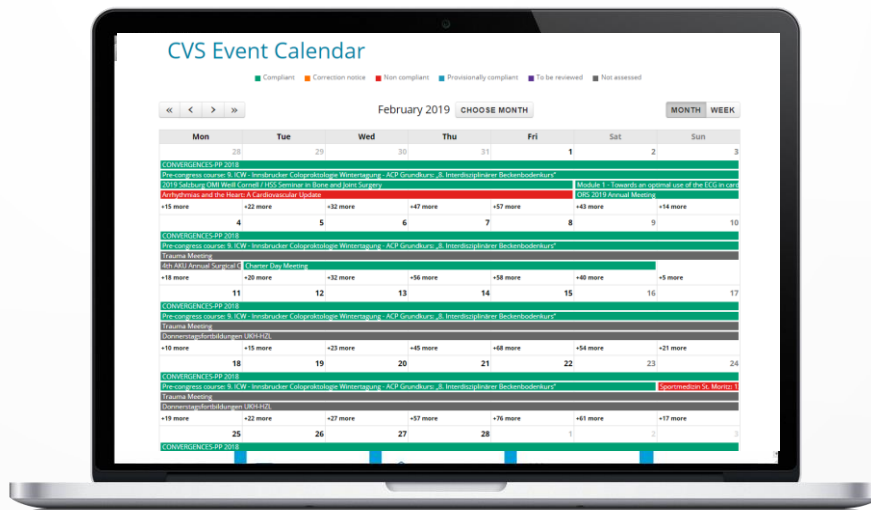 CVS Event Calendar
Compliant Correction notice Non compliant Provisionally compliant To be reviewed Not assessed
« < > » February 2019 CHOOSE MONTH MONTH WEEK
Mon Tue Wed Thu Fri Sat Sun
28 29 30 31 1 2 3
CONVERGENCES-PP 2018
Pre-congress course: 9. ICW - Innsbrucker Coloproktologie Wintertagung - ACP Grundkurs: „8. Interdisziplinärer Beckenbodenkurs“
2019 Salzburg OMI Weill Cornell / HSS Seminar in Bone and Joint Surgery Module 1 - Towards an optimal use of the ECG in card
Arrhythmias and the Heart: A Cardiovascular Update ORS 2019 Annual Meeting
+15 more +22 more +32 more +47 more +57 more +43 more +14 more
4 5 6 7 8 9 10
CONVERGENCES-PP 2018
Pre-congress course: 9. ICW - Innsbrucker Coloproktologie Wintertagung - ACP Grundkurs: „8. Interdisziplinärer Beckenbodenkurs“
Trauma Meeting
4th AKU Annual Surgical C Charter Day Meeting
+18 more +20 more +32 more +56 more +58 more +40 more +5 more
11 12 13 14 15 16 17
CONVERGENCES-PP 2018
Pre-congress course: 9. ICW - Innsbrucker Coloproktologie Wintertagung - ACP Grundkurs: „8. Interdisziplinärer Beckenbodenkurs“
Trauma Meeting
Donnerstagsfortbildungen UKH-HZL
+10 more +15 more +23 more +45 more +68 more +54 more +21 more
18 19 20 21 22 23 24
CONVERGENCES-PP 2018
Pre-congress course: 9. ICW - Innsbrucker Coloproktologie Wintertagung - ACP Grundkurs: „8. Interdisziplinärer Beckenbodenkurs“ Sportmedizin St. Moritz: 1
Trauma Meeting
Donnerstagsfortbildungen UKH-HZL
+19 more +22 more +27 more +57 more +76 more +61 more +17 more
25 26 27 28 1 2 3
CONVERGENCES-PP 2018